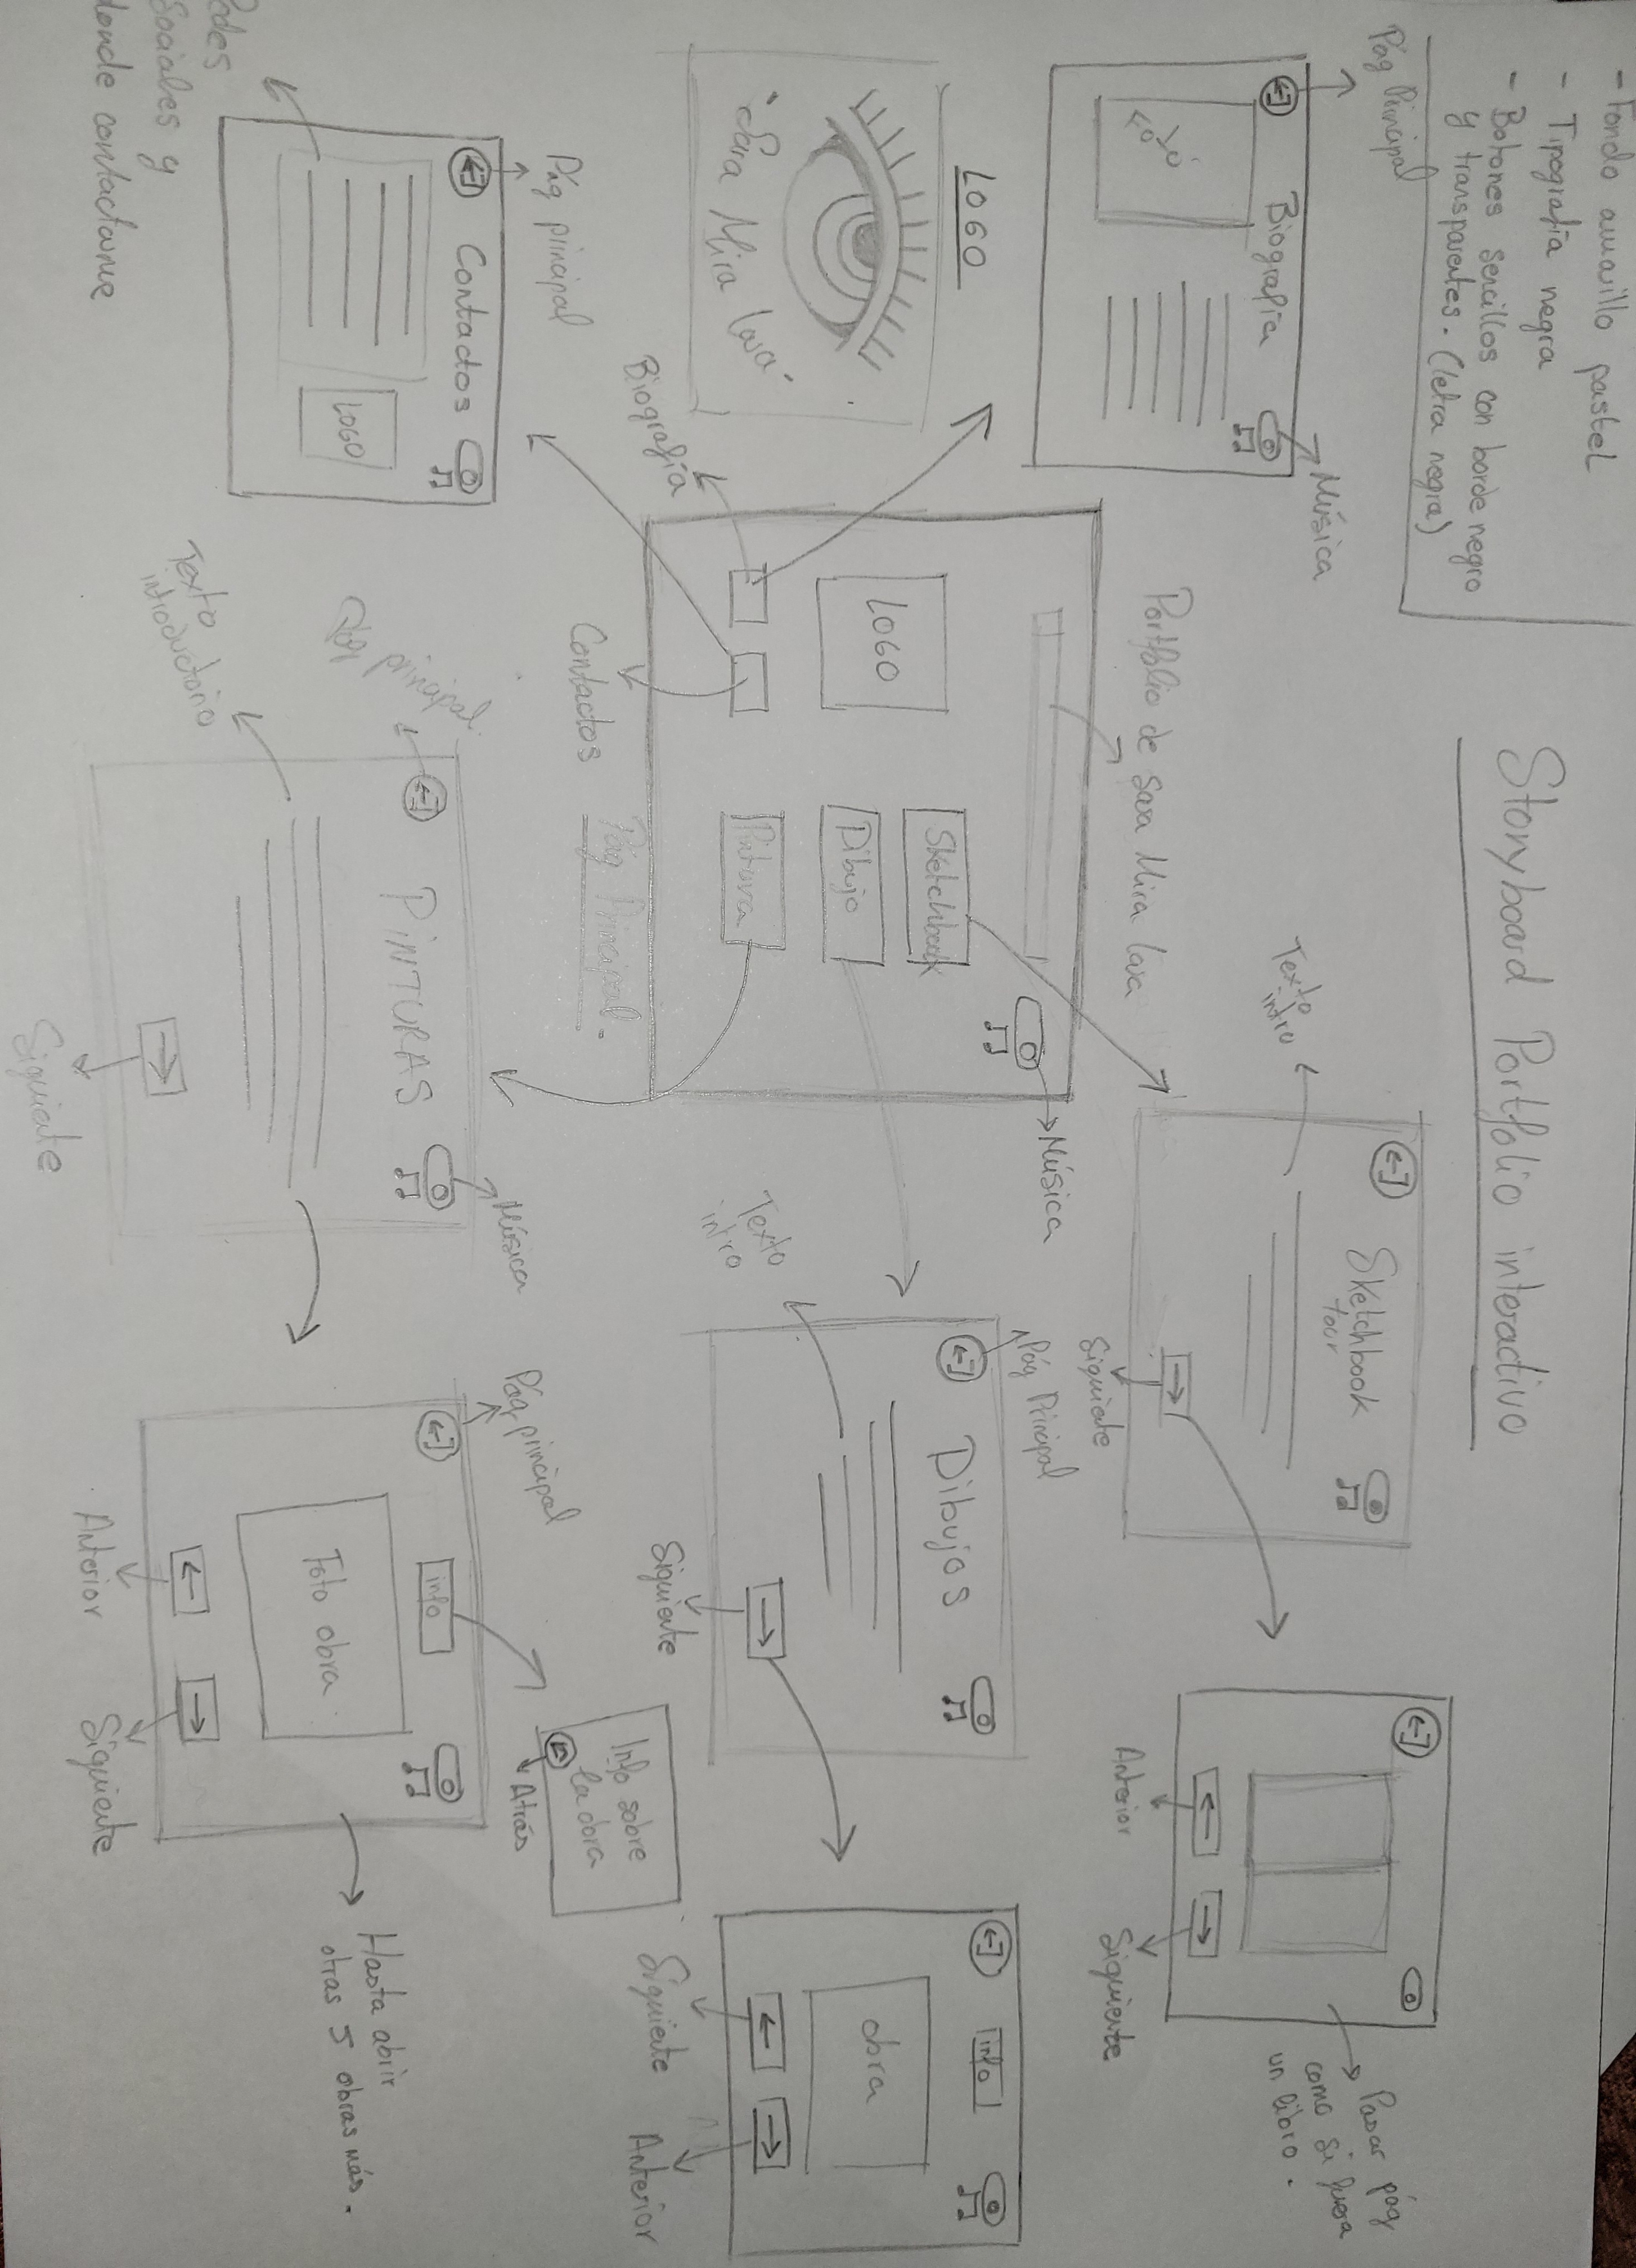 - Fondo amarillo pastel
- Tipografía negra
- Botones sencillos con borde negro
y transparentes. (letra negra)
Storyboard Portfolio interactivo
Pág Principal
Biografía
Música
LOGO
"Sara Mira Lara"
Pág principal
Contactos
LOGO
Redes
Sociales y
donde contactarme
Portfolio de Sara Mira Lara
LOGO
Sketchbook
Dibujo
Pintura
Música
Biografía
Contactos
Pág Principal.
Texto
intro
Sketchbook
tour
Siguiente
Anterior
Siguiente
Pasar pág
como si fuera
un libro.
Pág Principal
Dibujos
Texto
intro
Siguiente
info
obra
Siguiente
Anterior
Pág principal
PINTURAS
Música
Texto
introductorio
Siguiente
Pág principal
info
Foto obra
Anterior
Siguiente
Info sobre
la obra
Atrás
Hasta abrir
otras 5 obras más.